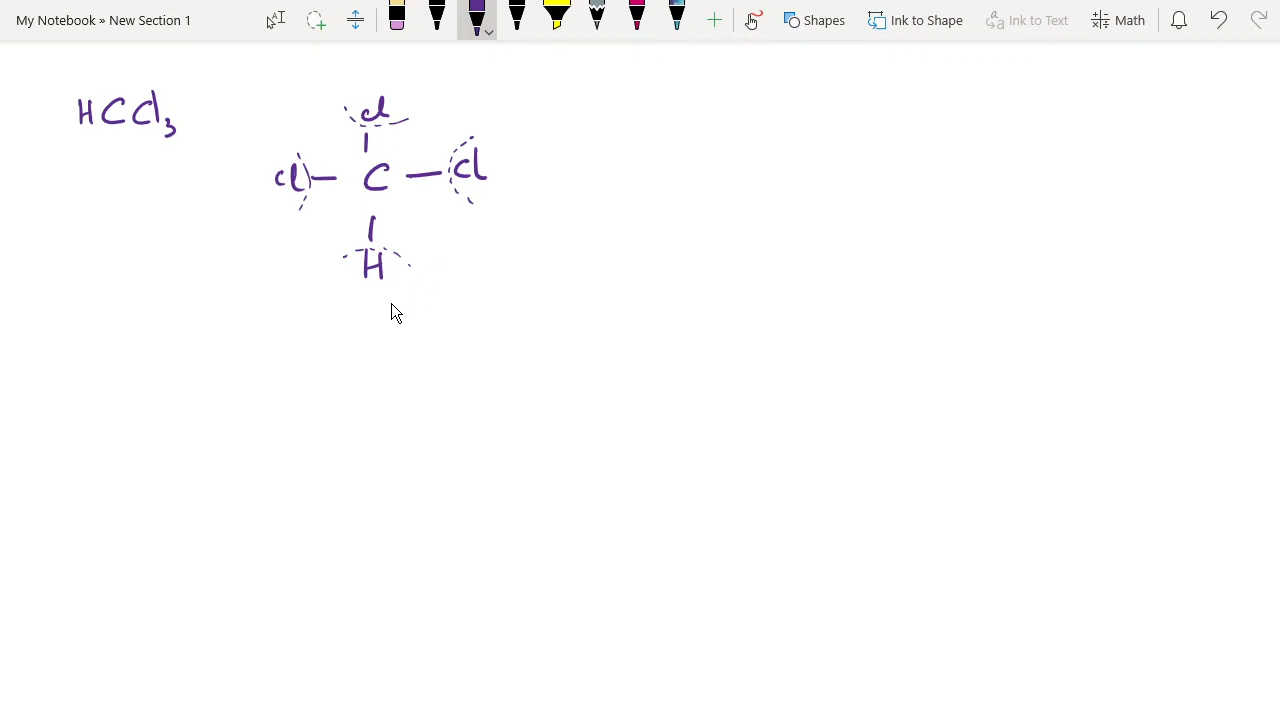 My Notebook » New Section 1
Shapes
Ink to Shape
Ink to Text
Math
HCCl3
Cl
Cl – C – Cl
H